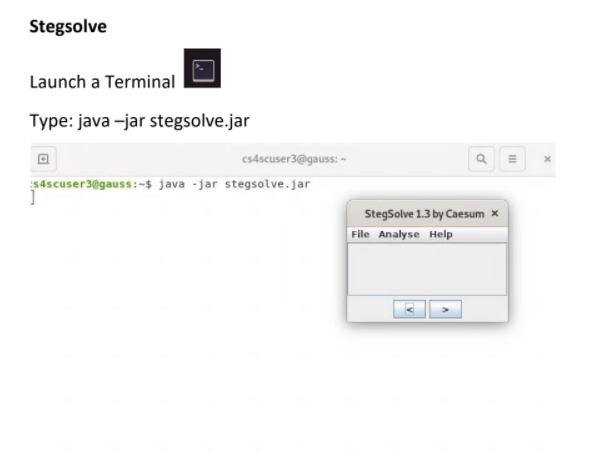 Stegsolve
Launch a Terminal
Type: java –jar stegsolve.jar
cs4scuser3@gauss: ~
:s4scuser3@gauss:~$ java -jar stegsolve.jar
StegSolve 1.3 by Caesum ×
File Analyse Help
< >